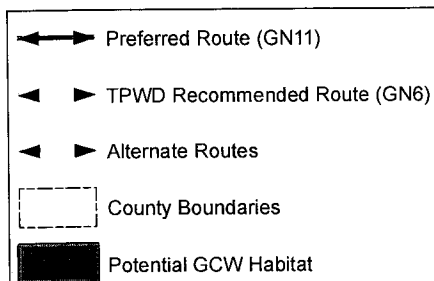 Preferred Route (GN11)
TPWD Recommended Route (GN6)
Alternate Routes
County Boundaries
Potential GCW Habitat